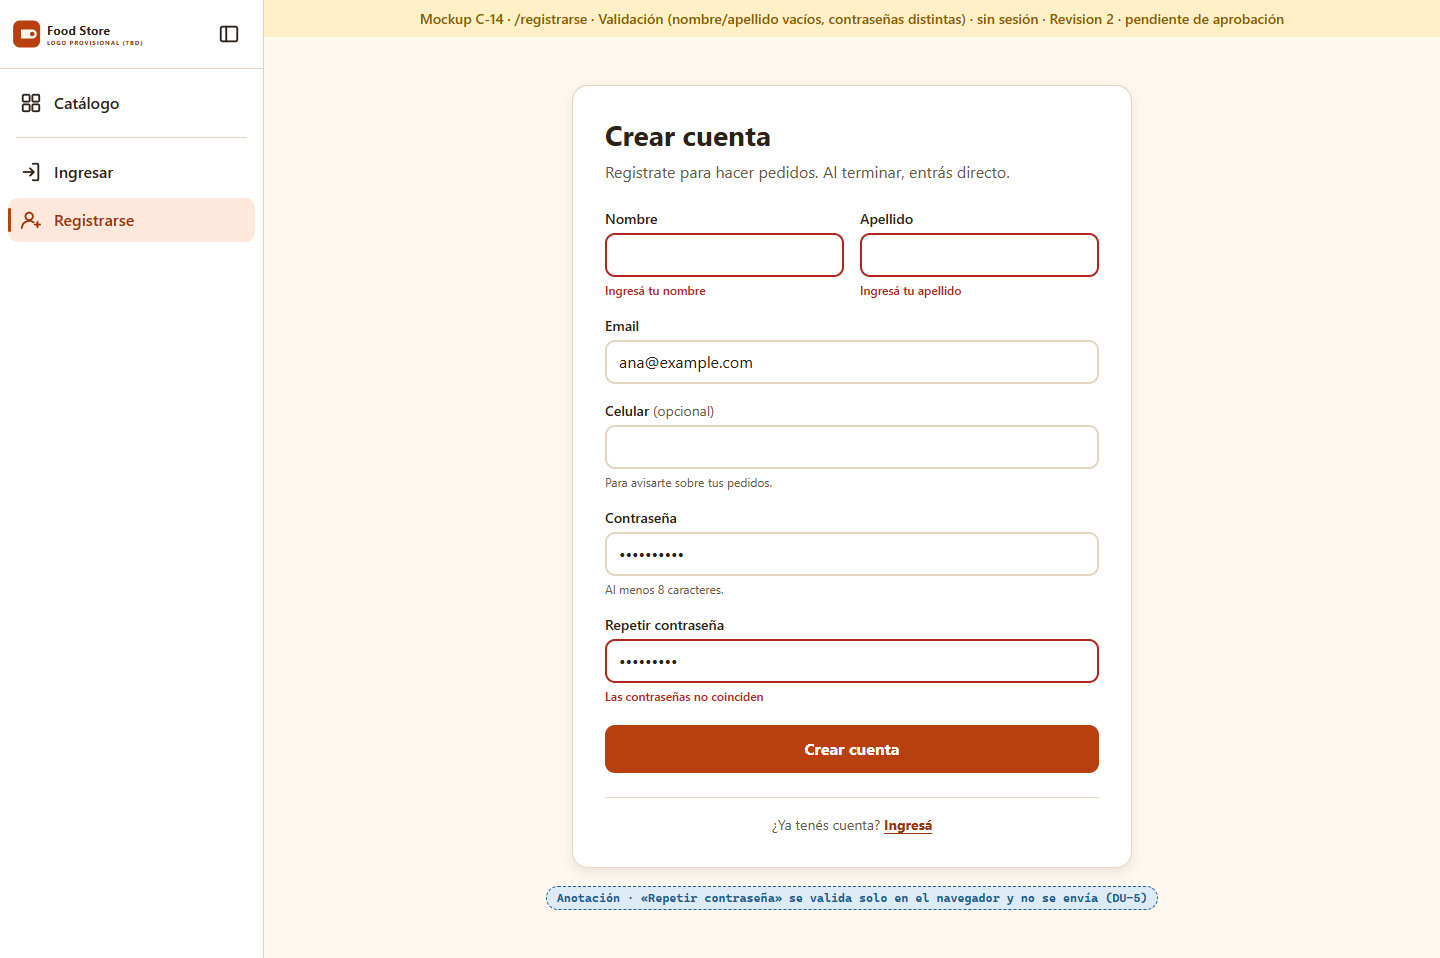 Food Store
LOGO PROVISIONAL (TBD)
Mockup C-14 · /registrarse · Validación (nombre/apellido vacíos, contraseñas distintas) · sin sesión · Revision 2 · pendiente de aprobación
Catálogo
Ingresar
Registrarse
Crear cuenta
Registrate para hacer pedidos. Al terminar, entrás directo.
Nombre Apellido
Ingresá tu nombre Ingresá tu apellido
Email
ana@example.com
Celular (opcional)
Para avisarte sobre tus pedidos.
Contraseña
••••••••••
Al menos 8 caracteres.
Repetir contraseña
•••••••••
Las contraseñas no coinciden
Crear cuenta
¿Ya tenés cuenta? Ingresá
Anotación · «Repetir contraseña» se valida solo en el navegador y no se envía (DU-5)